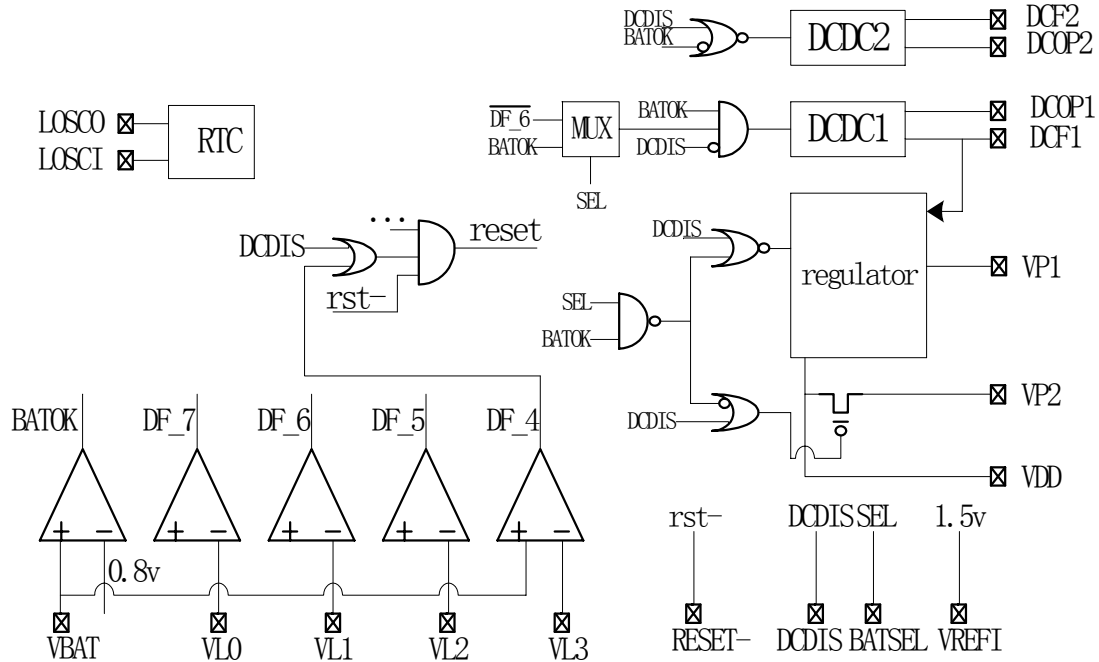 DCDIS
BATOK
DCDC2
DCF2
DCOP2
LOSCO
LOSCI
RTC
DF_6
BATOK
MUX
SEL
BATOK
DCDIS
DCDC1
DCOP1
DCF1
...
DCDIS
reset
rst-
DCDIS
SEL
BATOK
DCDIS
regulator
VP1
VP2
VDD
BATOK
DF_7
DF_6
DF_5
DF_4
+ -
+ -
+ -
+ -
+ -
0.8v
rst-
DCDIS SEL
1.5v
VBAT
VL0
VL1
VL2
VL3
RESET-
DCDIS
BATSEL
VREFI